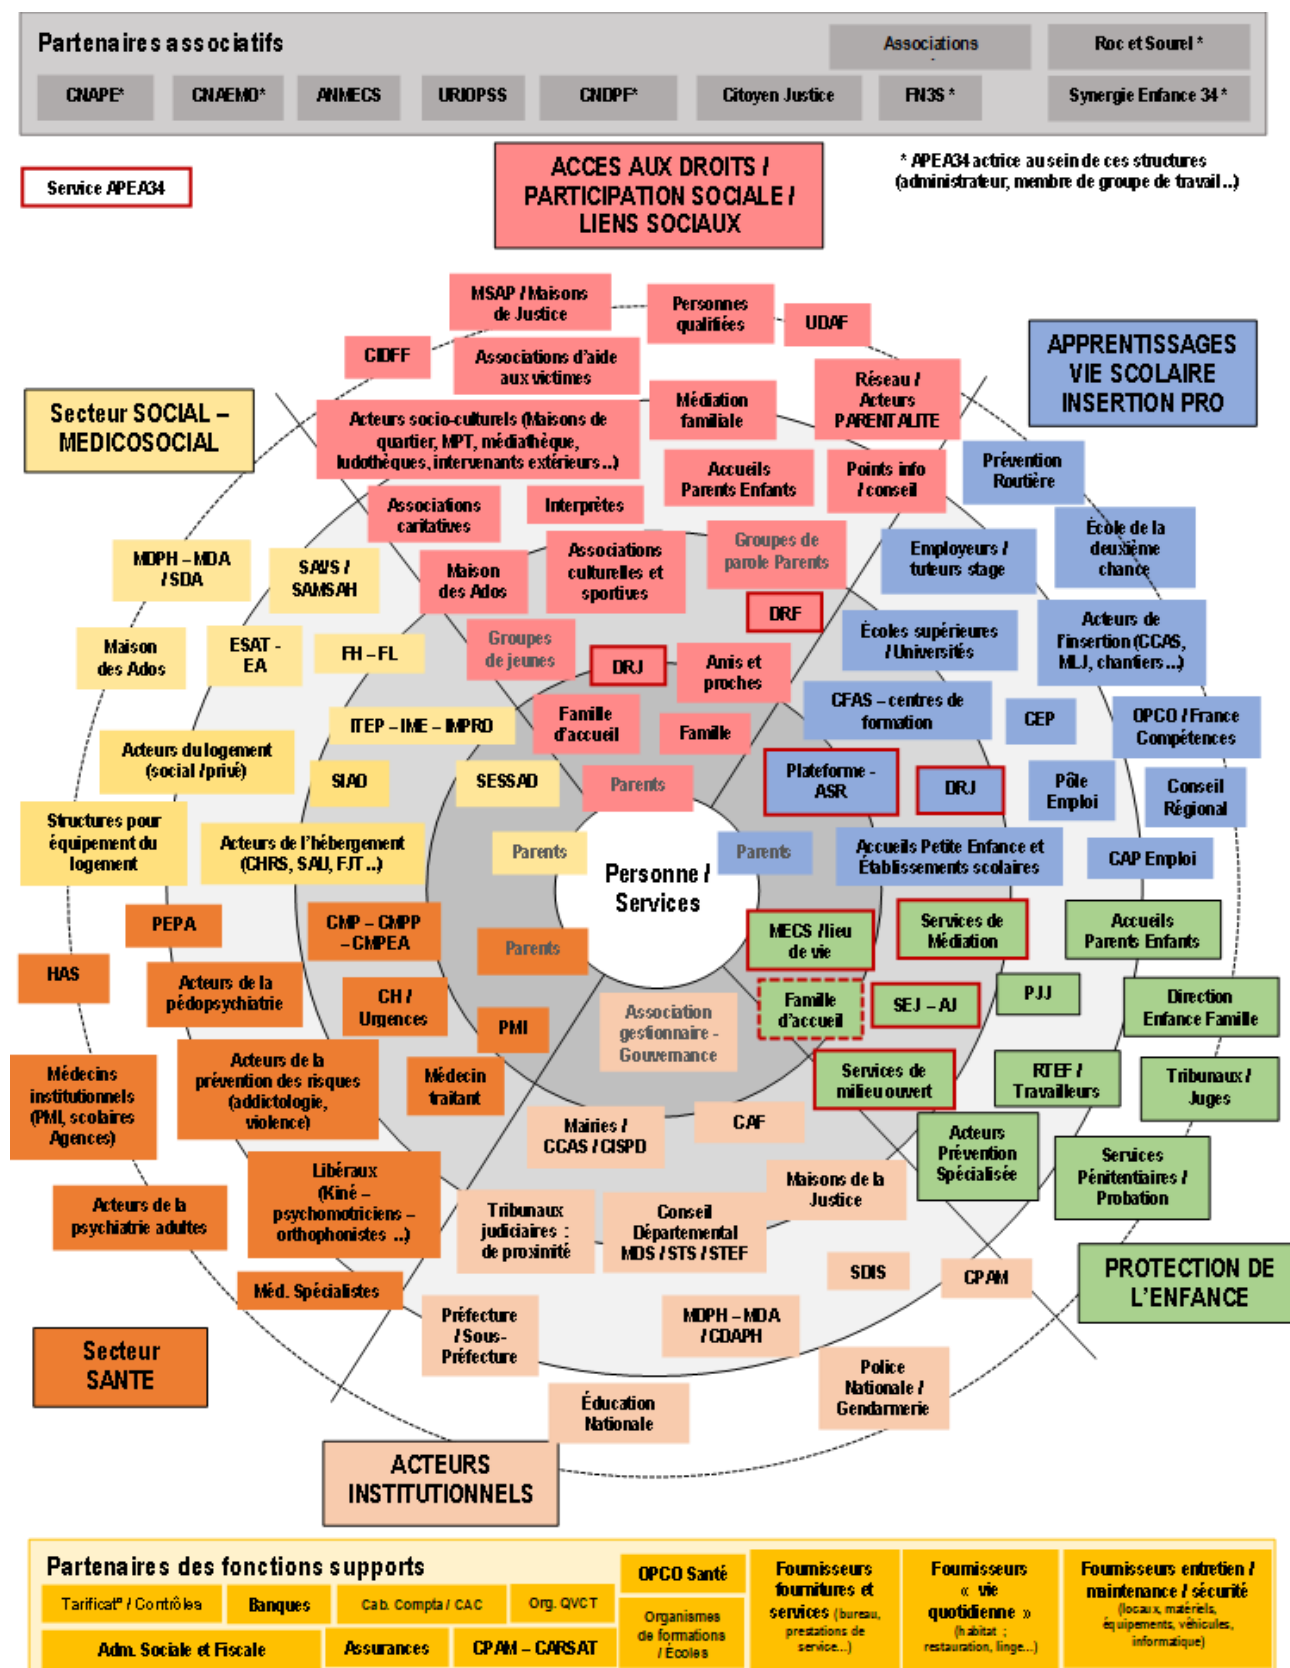 Partenaires associatifs
Associations
Roc et Sourel *
CNAPE*
CNAEMO*
ANMECS
URIOPSS
CNDPF*
Citoyen Justice
FN3S *
Synergie Enfance 34 *
Service APEA34
ACCES AUX DROITS /
PARTICIPATION SOCIALE /
LIENS SOCIAUX
* APEA34 actrice au sein de ces structures
(administrateur, membre de groupe de travail...)
MSAP / Maisons
de Justice
Personnes
qualifiées
UDAF
CIDFF
Associations d'aide
aux victimes
Réseau /
Acteurs
PARENTALITE
Médiation
familiale
Acteurs socio-culturels (Maisons de
quartier, MPT, médiathèque,
ludothèques, intervenants extérieurs...)
Accueils
Parents Enfants
Points info
/ conseil
Associations
caritatives
Interprètes
Groupes de
parole Parents
Maison
des Ados
Associations
culturelles et
sportives
DRF
Groupes
de jeunes
DRJ
Amis et
proches
Famille
d'accueil
Famille
Parents
APPRENTISSAGES
VIE SCOLAIRE
INSERTION PRO
Prévention
Routière
École de la
deuxième
chance
Employeurs /
tuteurs stage
Acteurs de
l'insertion (CCAS,
MLJ, chantiers...)
Écoles supérieures
/ Universités
CFAS – centres de
formation
CEP
OPCO / France
Compétences
Plateforme -
ASR
DRJ
Pôle
Emploi
Conseil
Régional
Parents
Accueils Petite Enfance et
Établissements scolaires
CAP Emploi
Secteur SOCIAL –
MEDICOSOCIAL
MDPH – MDA
/ SDA
SAVS /
SAMSAH
Maison
des Ados
ESAT -
EA
FH – FL
ITEP – IME – IMPRO
Acteurs du logement
(social / privé)
SIAO
SESSAD
Structures pour
équipement du
logement
Acteurs de l'hébergement
(CHRS, SAU, FJT ...)
Parents
Personne /
Services
PEPA
CMP – CMPP
– CMPEA
Parents
HAS
Acteurs de la
pédopsychiatrie
CH /
Urgences
PMI
Médecins
institutionnels
(PMI, scolaires
Agences)
Acteurs de la
prévention des risques
(addictologie,
violence)
Médecin
traitant
Acteurs de la
psychiatrie adultes
Libéraux
(Kiné –
psychomotriciens –
orthophonistes ...)
Méd. Spécialistes
Secteur
SANTE
MECS / lieu
de vie
Services de
Médiation
Accueils
Parents Enfants
Famille
d'accueil
SEJ – AJ
PJJ
Direction
Enfance Famille
Services de
milieu ouvert
RTEF /
Travailleurs
Tribunaux /
Juges
Acteurs
Prévention
Spécialisée
Services
Pénitentiaires /
Probation
PROTECTION DE
L'ENFANCE
Association
gestionnaire -
Gouvernance
Mairies /
CCAS / CISPD
CAF
Maisons de la
Justice
Tribunaux
judiciaires :
de proximité
Conseil
Départemental
MDS / STS / STEF
SDIS
CPAM
Préfecture
/ Sous-
Préfecture
MDPH – MDA
/ CDAPH
Police
Nationale /
Gendarmerie
Éducation
Nationale
ACTEURS
INSTITUTIONNELS
Partenaires des fonctions supports
Tarificat° / Contrôles
Banques
Cab. Compta / CAC
Org. QVCT
Adm. Sociale et Fiscale
Assurances
CPAM – CARSAT
OPCO Santé
Organismes
de formations
/ Écoles
Fournisseurs
fournitures et
services (bureau,
prestations de
service...)
Fournisseurs
« vie
quotidienne »
(habitat ;
restauration, linge...)
Fournisseurs entretien /
maintenance / sécurité
(locaux, matériels,
équipements, véhicules,
informatique)